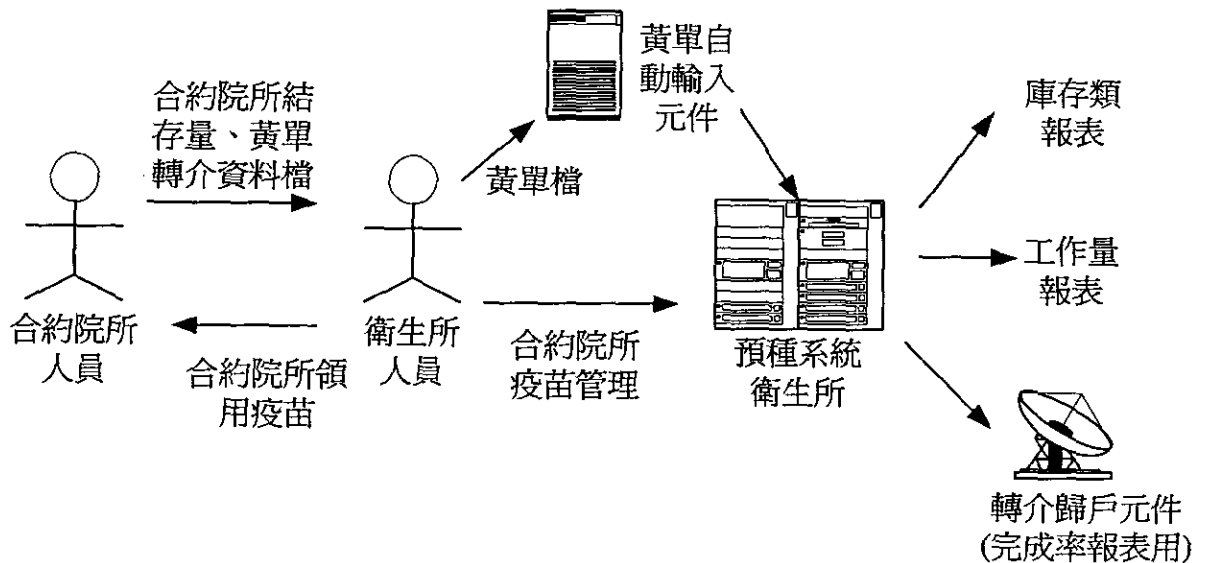 合約院所結
存量、黃單
轉介資料檔
合約院所
人員
合約院所領
用疫苗
衛生所
人員
黃單檔
黃單自
動輸入
元件
合約院所
疫苗管理
預種系統
衛生所
庫存類
報表
工作量
報表
轉介歸戶元件
(完成率報表用)